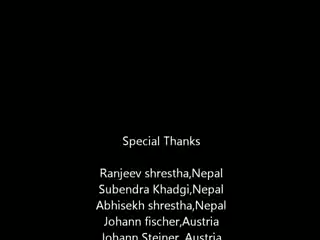 Special Thanks
Ranjeev shrestha,Nepal
Subendra Khadgi,Nepal
Abhisekh shrestha,Nepal
Johann fischer,Austria
Johann Steiner, Austria